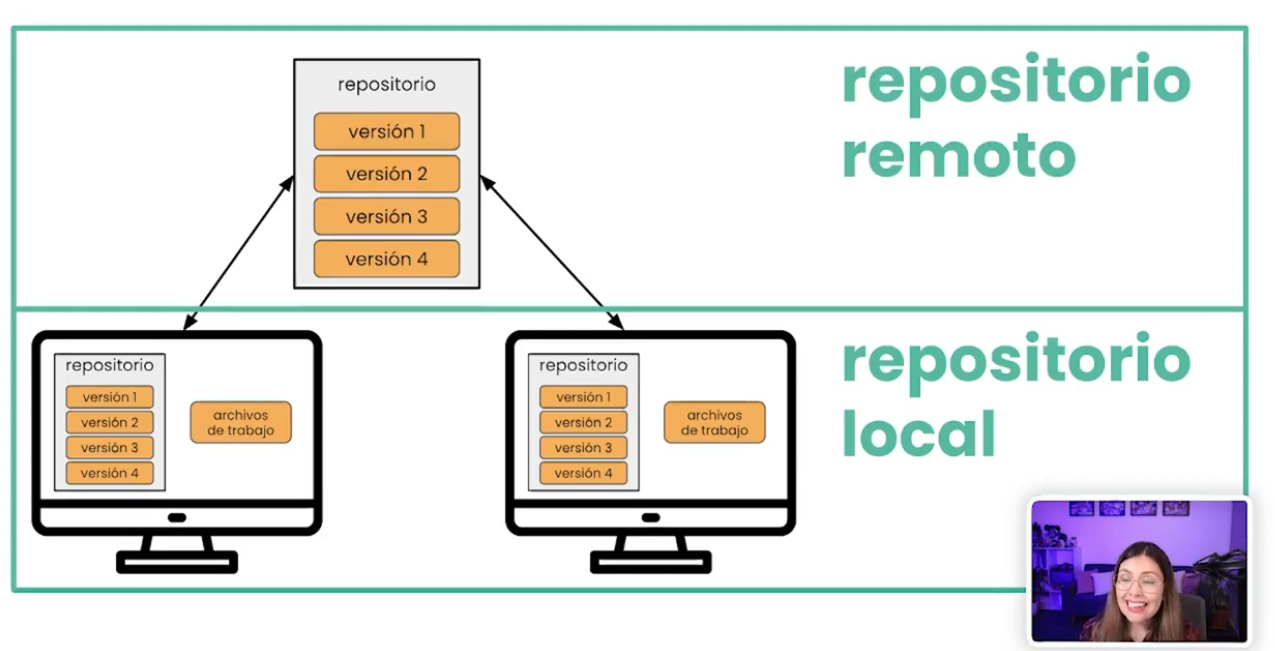 repositorio
versión 1
versión 2
versión 3
versión 4
repositorio
remoto
repositorio
versión 1
versión 2
versión 3
versión 4
archivos
de trabajo
repositorio
versión 1
versión 2
versión 3
versión 4
archivos
de trabajo
repositorio
local